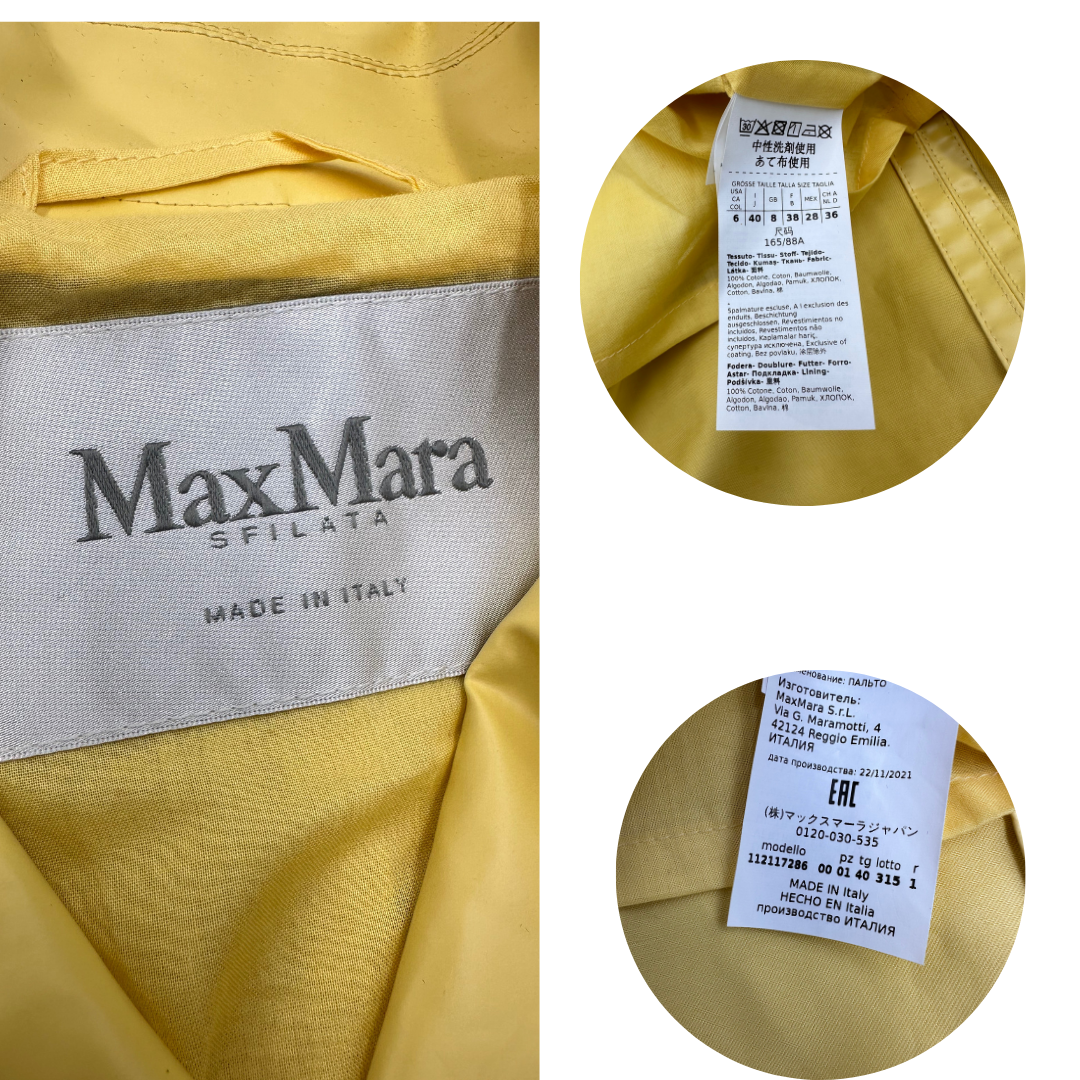 MaxMara
SFILATA
MADE IN ITALY
30
中性洗剤使用
あて布使用
GRÖSSE TAILLE TALLA SIZE TAGLIA
USA CA COL I J GB F B MEX CH A NL D
6 40 8 38 28 36
尺码
165/88A
Tessuto- Tissu- Stoff- Tejido-
Tecido- Kumaş- Ткань- Fabric-
Látka- 面料
100% Cotone, Coton, Baumwolle,
Algodon, Algodao, Pamuk, ХЛОПОК,
Cotton, Bavlna, 棉
Spalmature escluse, A l exclusion des
enduits, Beschichtung
ausgeschlossen, Revestimientos no
incluidos, Revestimentos não
incluidos, Kaplamalar hariç,
супертура исключена, Exclusive of
coating, Bez povlaku, 涂层除外
Fodera- Doublure- Futter- Forro-
Astar- Подкладка- Lining-
Podšívka- 里料
100% Cotone, Coton, Baumwolle,
Algodon, Algodao, Pamuk, ХЛОПОК,
Cotton, Bavlna, 棉
ПАЛЬТО
Изготовитель:
MaxMara S.r.L.
Via G. Maramotti, 4
42124 Reggio Emilia.
ИТАЛИЯ
дата производства: 22/11/2021
EAC
(株)マックスマーラジャパン
0120-030-535
modello pz tg lotto r
112117286 00 01 40 315 1
MADE IN Italy
HECHO EN Italia
производство ИТАЛИЯ